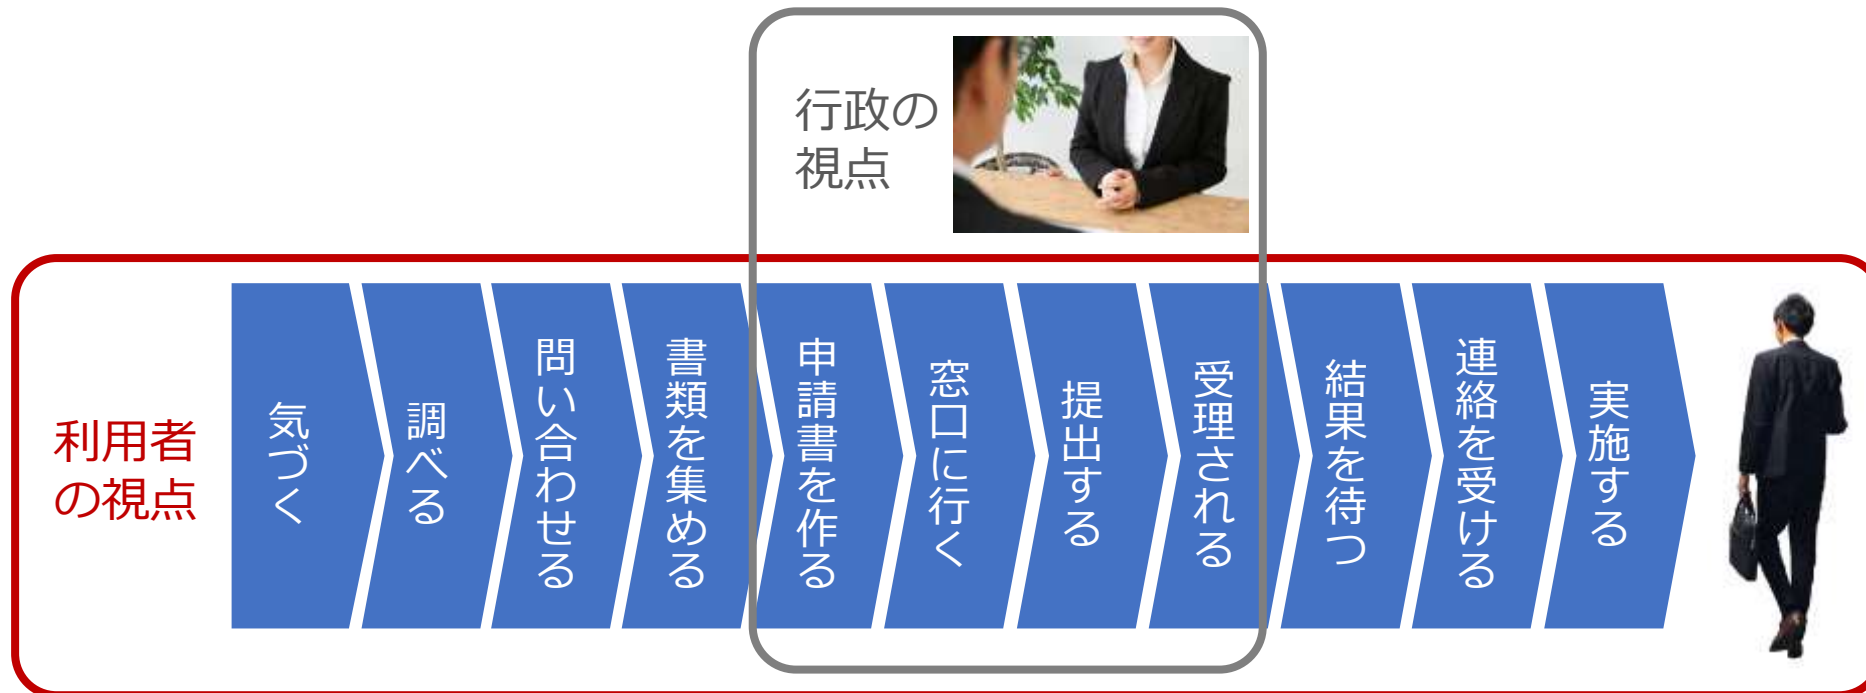 行政の
視点
利用者
の視点
気づく
調べる
問い合わせる
書類を集める
申請書を作る
窓口に行く
提出する
受理される
結果を待つ
連絡を受ける
実施する